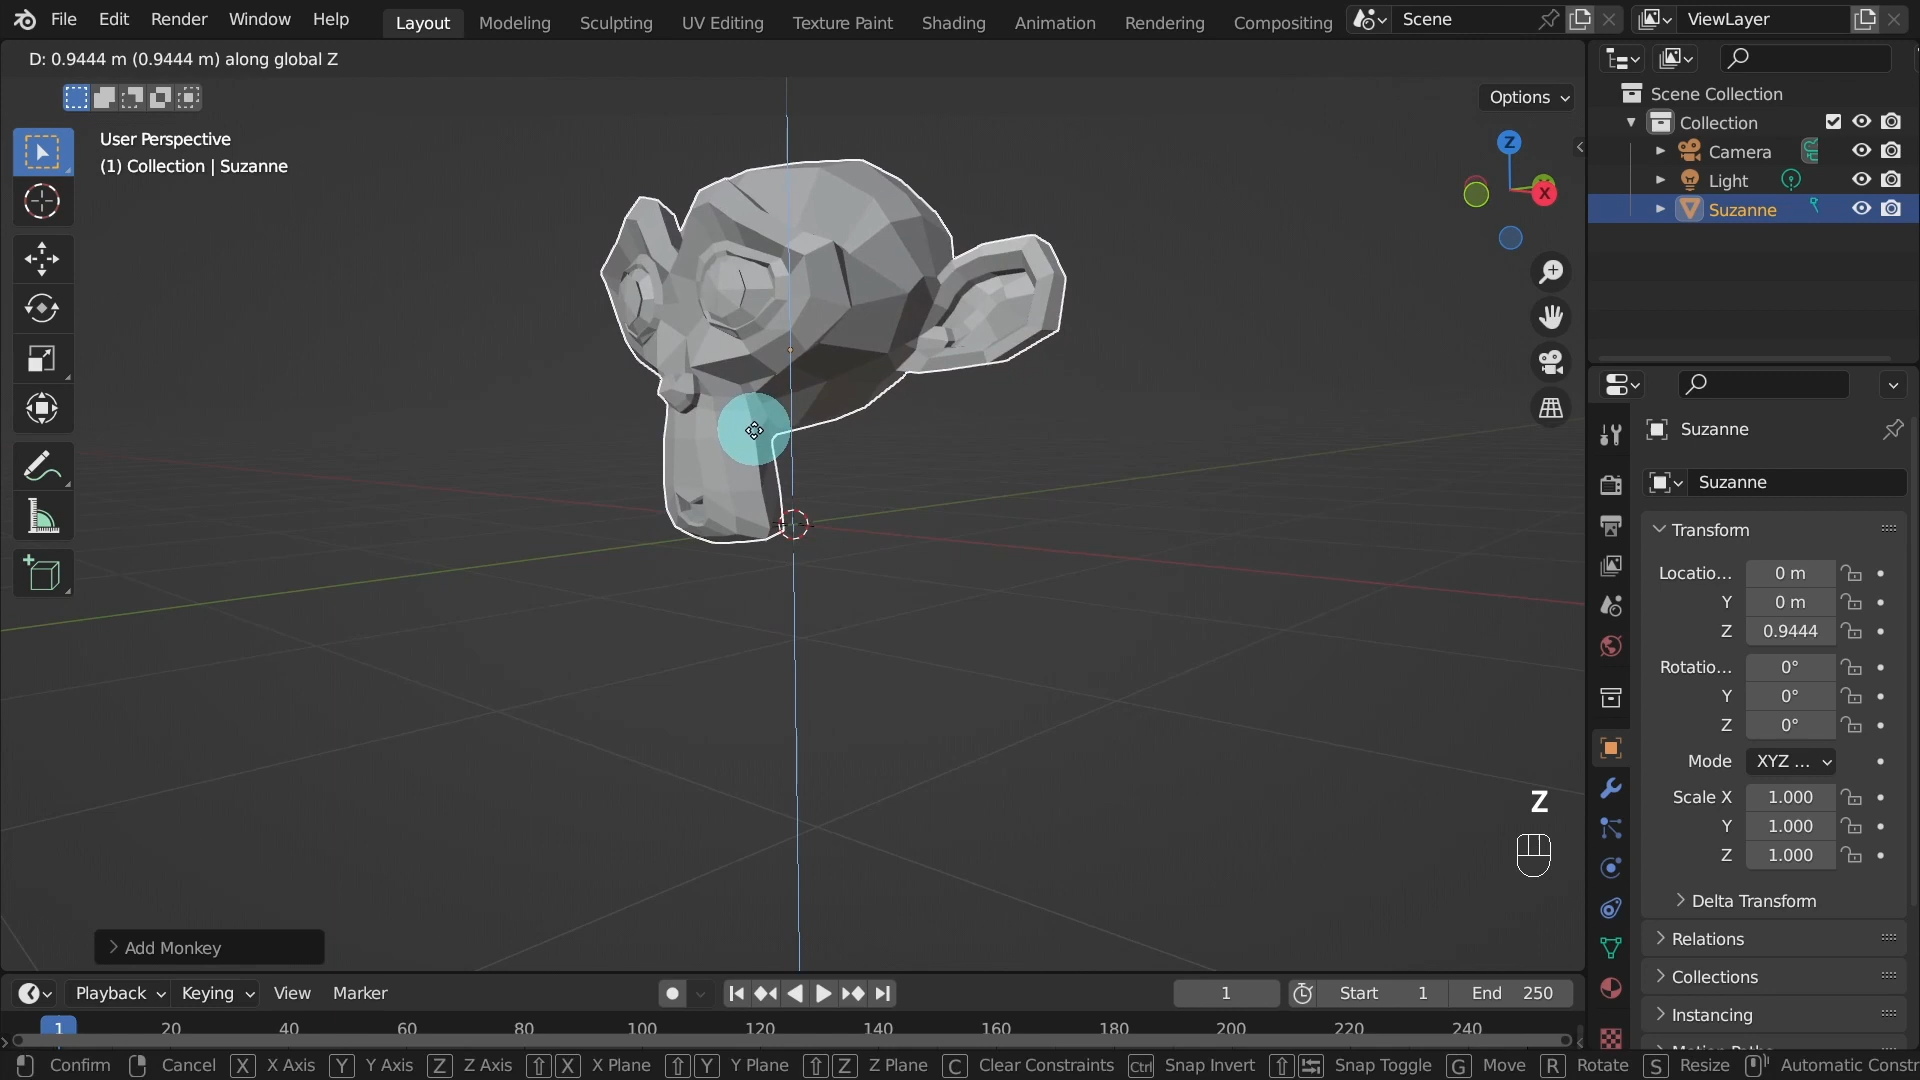 File Edit Render Window Help Layout Modeling Sculpting UV Editing Texture Paint Shading Animation Rendering Compositing Scene ViewLayer
D: 0.9444 m (0.9444 m) along global Z
Options
User Perspective
(1) Collection | Suzanne
Z
X
Scene Collection
Collection
Camera
Light
Suzanne
Suzanne
Suzanne
Transform
Locatio... 0 m
Y 0 m
Z 0.9444
Rotatio... 0°
Y 0°
Z 0°
Mode XYZ ...
Scale X 1.000
Y 1.000
Z 1.000
Delta Transform
Relations
Collections
Instancing
Z
Add Monkey
Playback Keying View Marker 1 Start 1 End 250
1 20 40 60 80 100 120 140 160 180 200 220 240
Confirm Cancel X X Axis Y Y Axis Z Z Axis X X Plane Y Y Plane Z Z Plane C Clear Constraints Ctrl Snap Invert Snap Toggle G Move R Rotate S Resize Automatic Constr